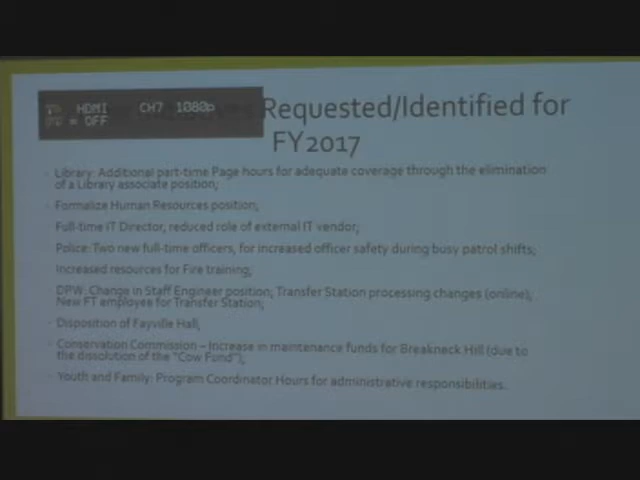 HDMI CH7 1080p
= OFF
Requested/Identified for
FY2017
Library: Additional part-time Page hours for adequate coverage through the elimination
of a Library associate position;
Formalize Human Resources position;
Full-time IT Director, reduced role of external IT vendor;
Police: Two new full-time officers, for increased officer safety during busy patrol shifts;
Increased resources for Fire training;
DPW: Change in Staff Engineer position; Transfer Station processing changes (online),
New FT employee for Transfer Station;
Disposition of Fayville Hall;
Conservation Commission – Increase in maintenance funds for Breakneck Hill (due to
the dissolution of the "Cow Fund");
Youth and Family: Program Coordinator Hours for administrative responsibilities.